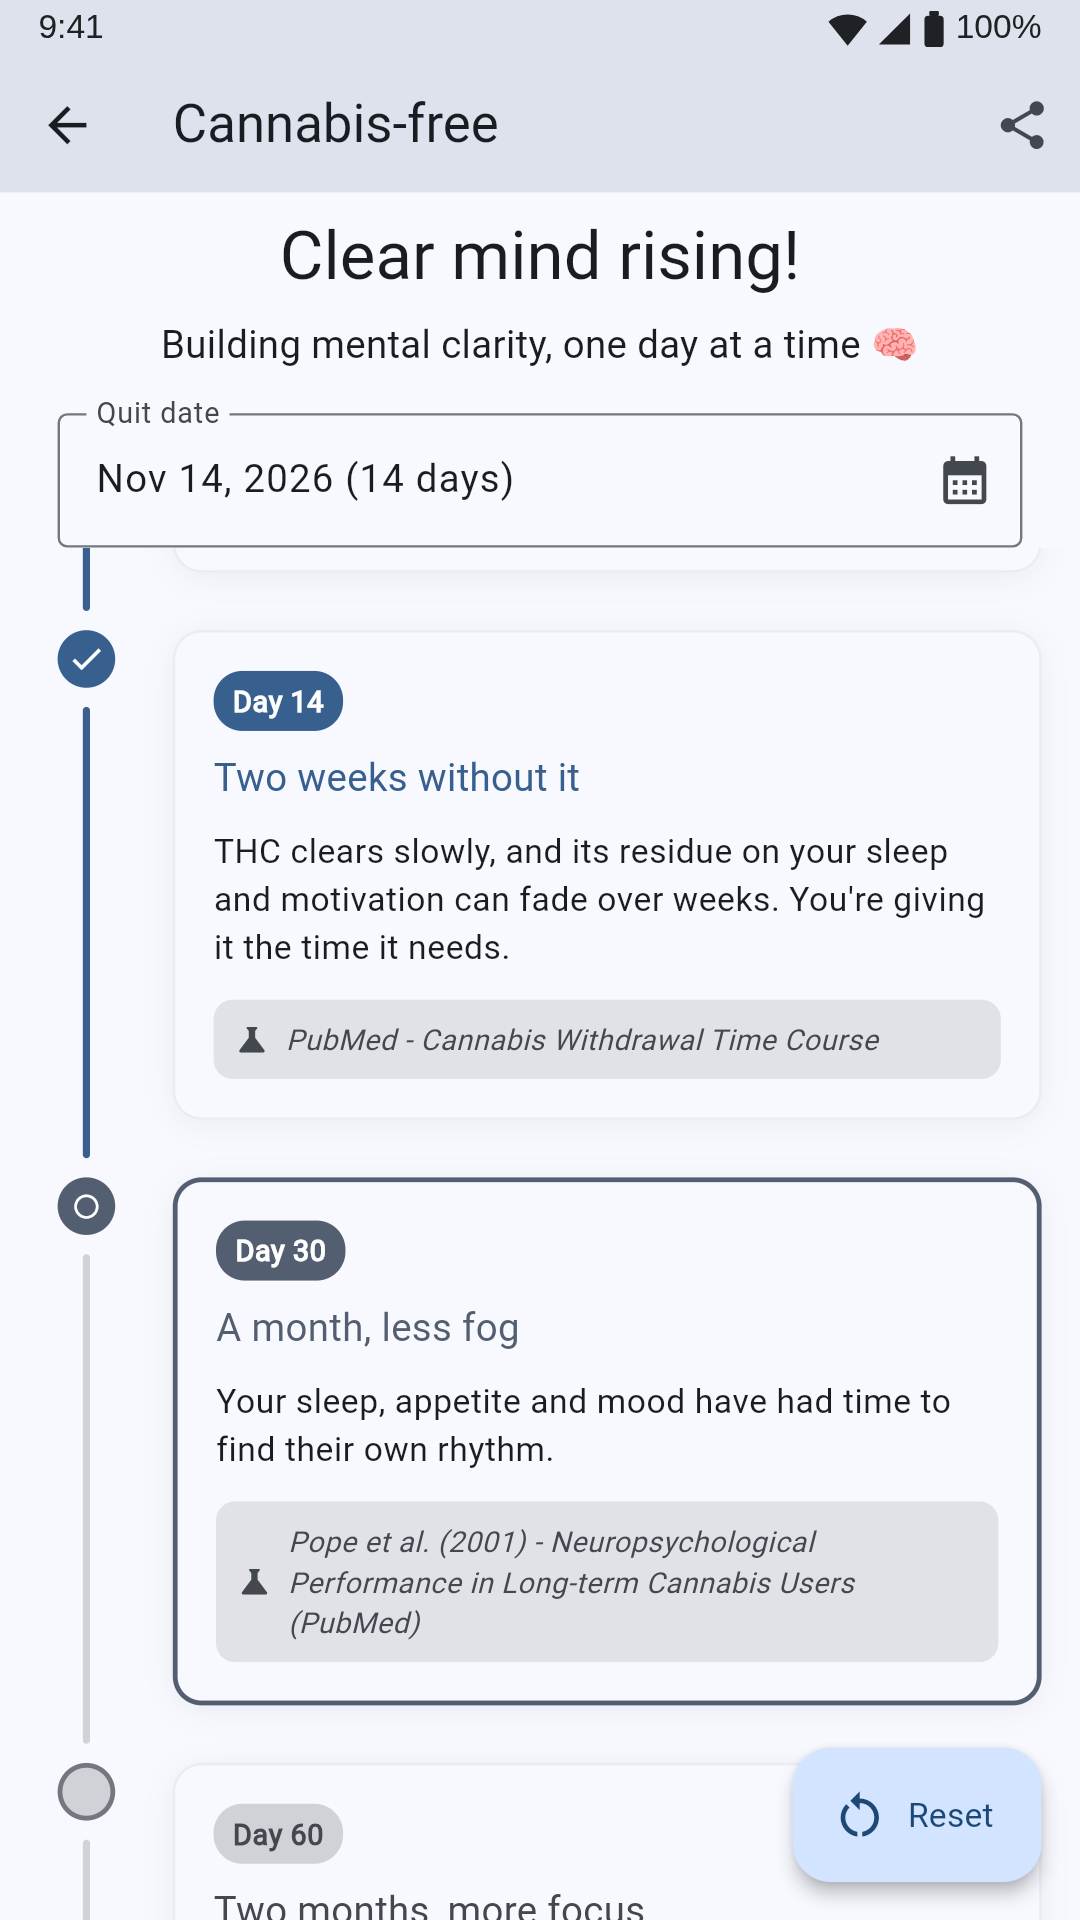 9:41
100%
Cannabis-free
Clear mind rising!
Building mental clarity, one day at a time 🧠
Quit date
Nov 14, 2026 (14 days)
Day 14
Two weeks without it
THC clears slowly, and its residue on your sleep
and motivation can fade over weeks. You're giving
it the time it needs.
PubMed - Cannabis Withdrawal Time Course
Day 30
A month, less fog
Your sleep, appetite and mood have had time to
find their own rhythm.
Pope et al. (2001) - Neuropsychological
Performance in Long-term Cannabis Users
(PubMed)
Day 60
Two months, more focus
Reset